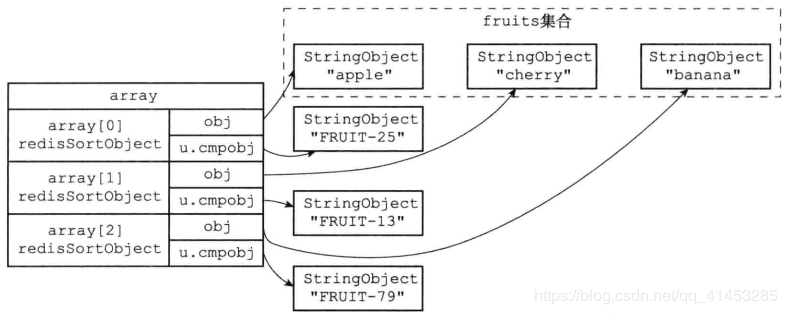 fruits集合
StringObject
"apple"
StringObject
"cherry"
StringObject
"banana"
array
array[0]
redisSortObject
obj
u.cmpobj
StringObject
"FRUIT-25"
array[1]
redisSortObject
obj
u.cmpobj
StringObject
"FRUIT-13"
array[2]
redisSortObject
obj
u.cmpobj
StringObject
"FRUIT-79"
https://blog.csdn.net/qq_41453285